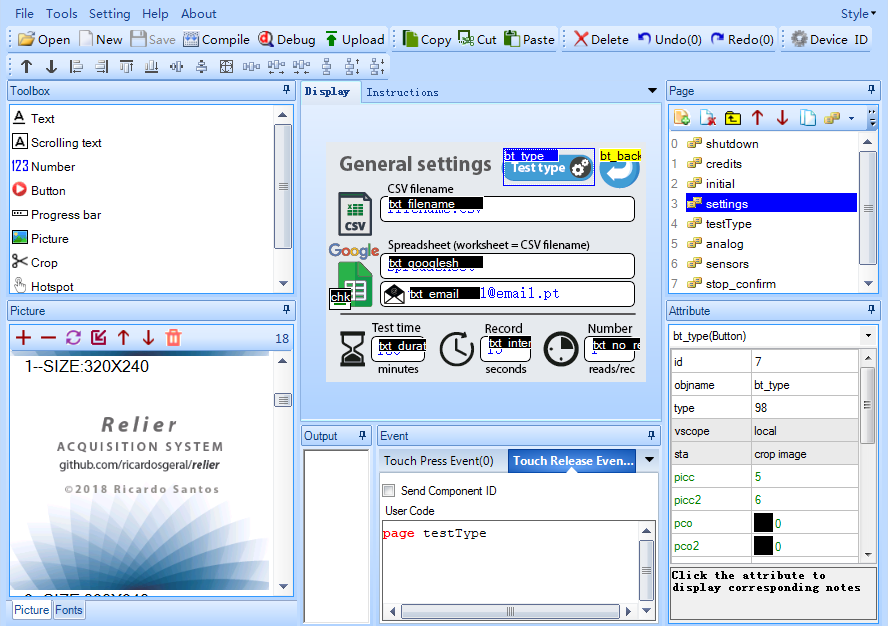 File Tools Setting Help About Style
Open New Save Compile Debug Upload Copy Cut Paste Delete Undo(0) Redo(0) Device ID
Toolbox
A Text
A Scrolling text
123 Number
Button
Progress bar
Picture
Crop
Hotspot
Picture
18
1--SIZE:320X240
Relier
ACQUISITION SYSTEM
github.com/ricardosgeral/relier
©2018 Ricardo Santos
Picture Fonts
Display Instructions
General settings
bt_type
Test type
bt_back
CSV filename
CSV
txt_filename
filename.csv
Google
Spreadsheet (worksheet = CSV filename)
txt_googlesh
chk
txt_email l@email.pt
Test time Record Number
txt_durat txt_inter txt_no_re
minutes seconds reads/rec
Output
Event
Touch Press Event(0) Touch Release Even...
Send Component ID
User Code
page testType
Page
0 shutdown
1 credits
2 initial
3 settings
4 testType
5 analog
6 sensors
7 stop_confirm
Attribute
bt_type(Button)
id 7
objname bt_type
type 98
vscope local
sta crop image
picc 5
picc2 6
pco 0
pco2 0
Click the attribute to
display corresponding notes